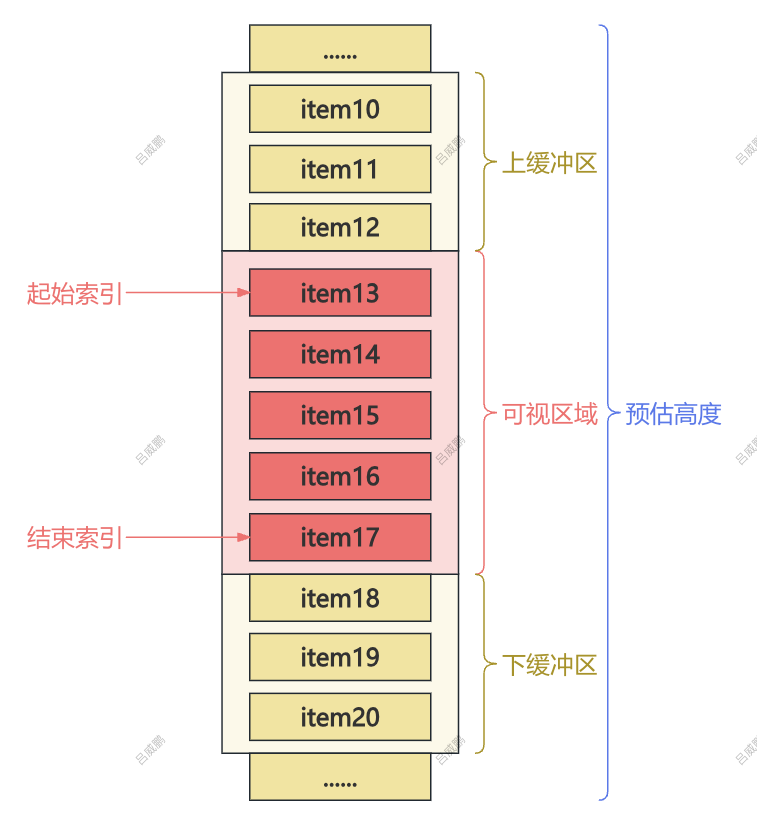 ......
item10
item11
上缓冲区
item12
起始索引
item13
item14
item15
可视区域
预估高度
item16
结束索引
item17
item18
item19
下缓冲区
item20
......
吕威鹏
吕威鹏
吕威鹏
吕威鹏
吕威鹏
吕威鹏
吕威鹏
吕威鹏
吕威鹏